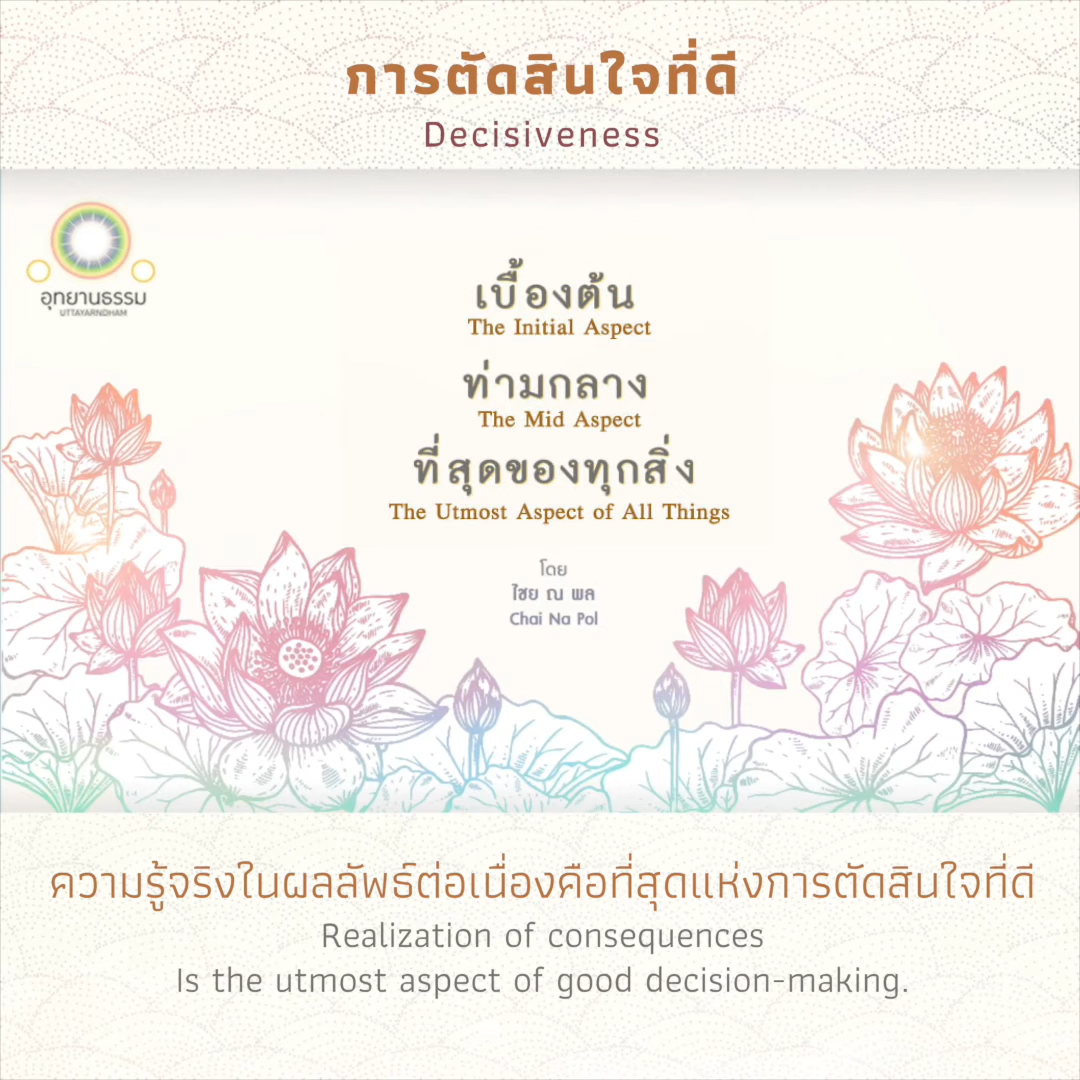 การตัดสินใจที่ดี
Decisiveness
อุทยานธรรม
UTTAYARNDHAM
เบื้องต้น
The Initial Aspect
ท่ามกลาง
The Mid Aspect
ที่สุดของทุกสิ่ง
The Utmost Aspect of All Things
โดย
ไชย ณ พล
Chai Na Pol
ความรู้จริงในผลลัพธ์ต่อเนื่องคือที่สุดแห่งการตัดสินใจที่ดี
Realization of consequences
Is the utmost aspect of good decision-making.